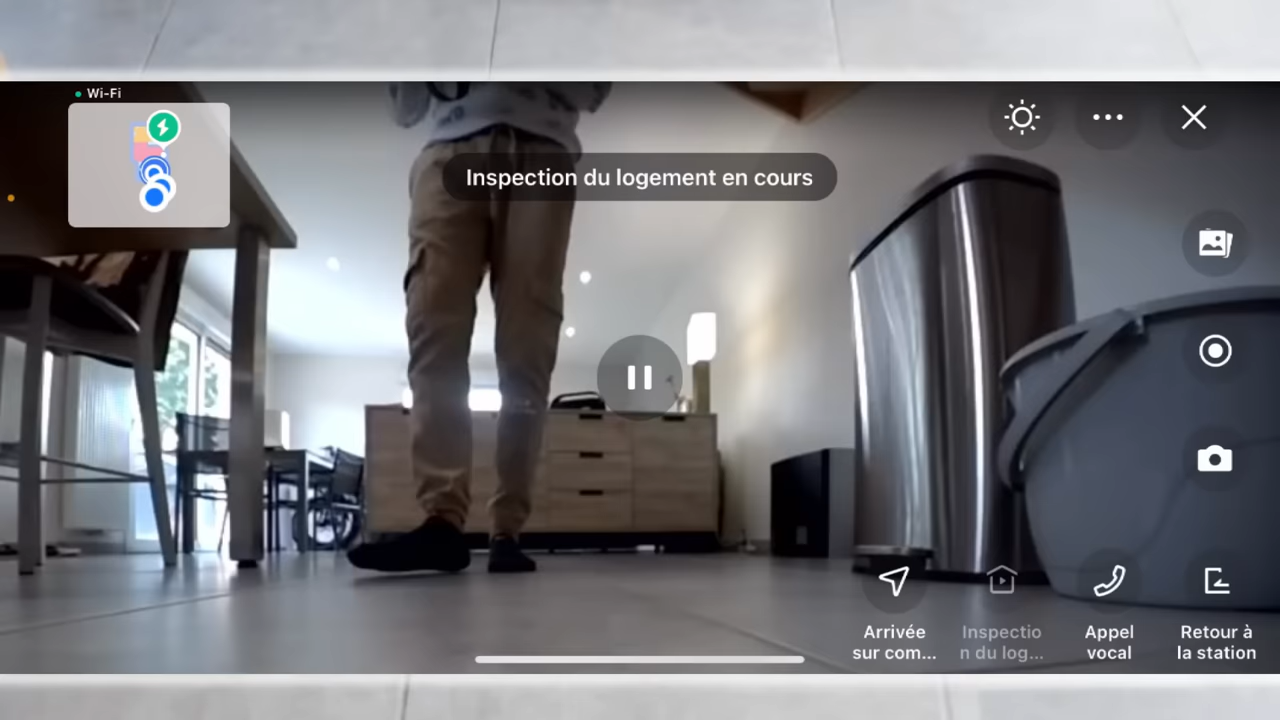 Wi-Fi
Inspection du logement en cours
Arrivée
sur com...
Inspectio
n du log...
Appel
vocal
Retour à
la station